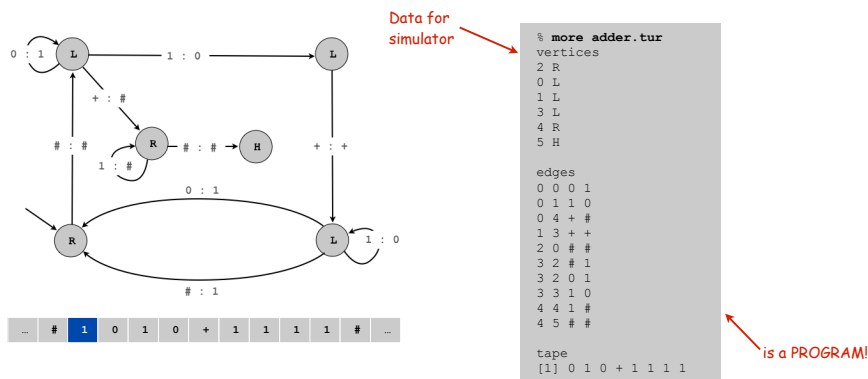 Data for
simulator
0 : 1
L
1 : 0
L
+ : #
# : #
R
# : #
H
+ : +
1 : #
0 : 1
R
L
1 : 0
# : 1
… # 1 0 1 0 + 1 1 1 1 # …
% more adder.tur
vertices
2 R
0 L
1 L
3 L
4 R
5 H
edges
0 0 0 1
0 1 1 0
0 4 + #
1 3 + +
2 0 # #
3 2 # 1
3 2 0 1
3 3 1 0
4 4 1 #
4 5 # #
tape
[1] 0 1 0 + 1 1 1 1
is a PROGRAM!